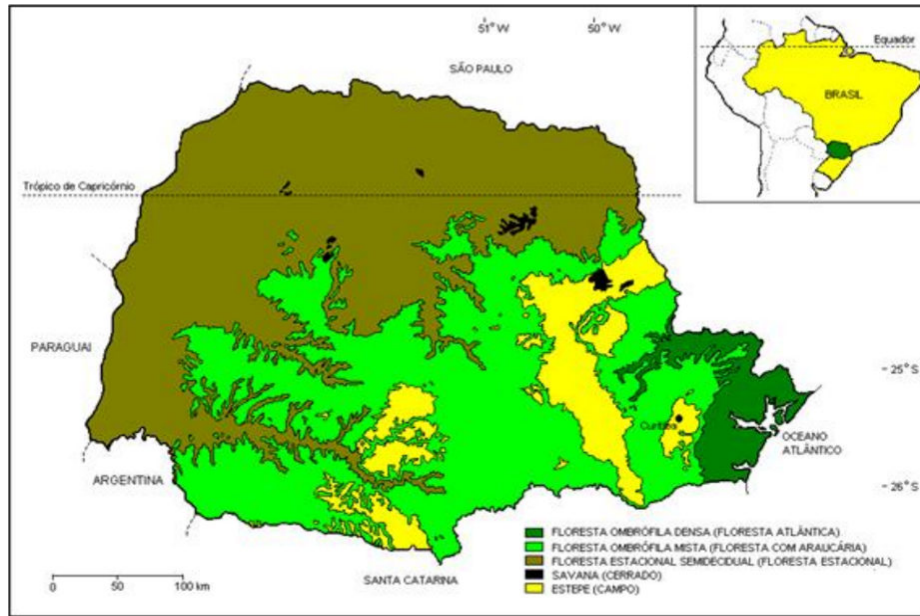 51° W
50° W
SÃO PAULO
Equador
BRASIL
Trópico de Capricórnio
PARAGUAI
- 25° S
Curitiba
OCEANO
ATLÂNTICO
ARGENTINA
- 26° S
FLORESTA OMBRÓFILA DENSA (FLORESTA ATLÂNTICA)
FLORESTA OMBRÓFILA MISTA (FLORESTA COM ARAUCÁRIA)
FLORESTA ESTACIONAL SEMIDECIDUAL (FLORESTA ESTACIONAL)
SAVANA (CERRADO)
ESTEPE (CAMPO)
0 50 100 km
SANTA CATARINA